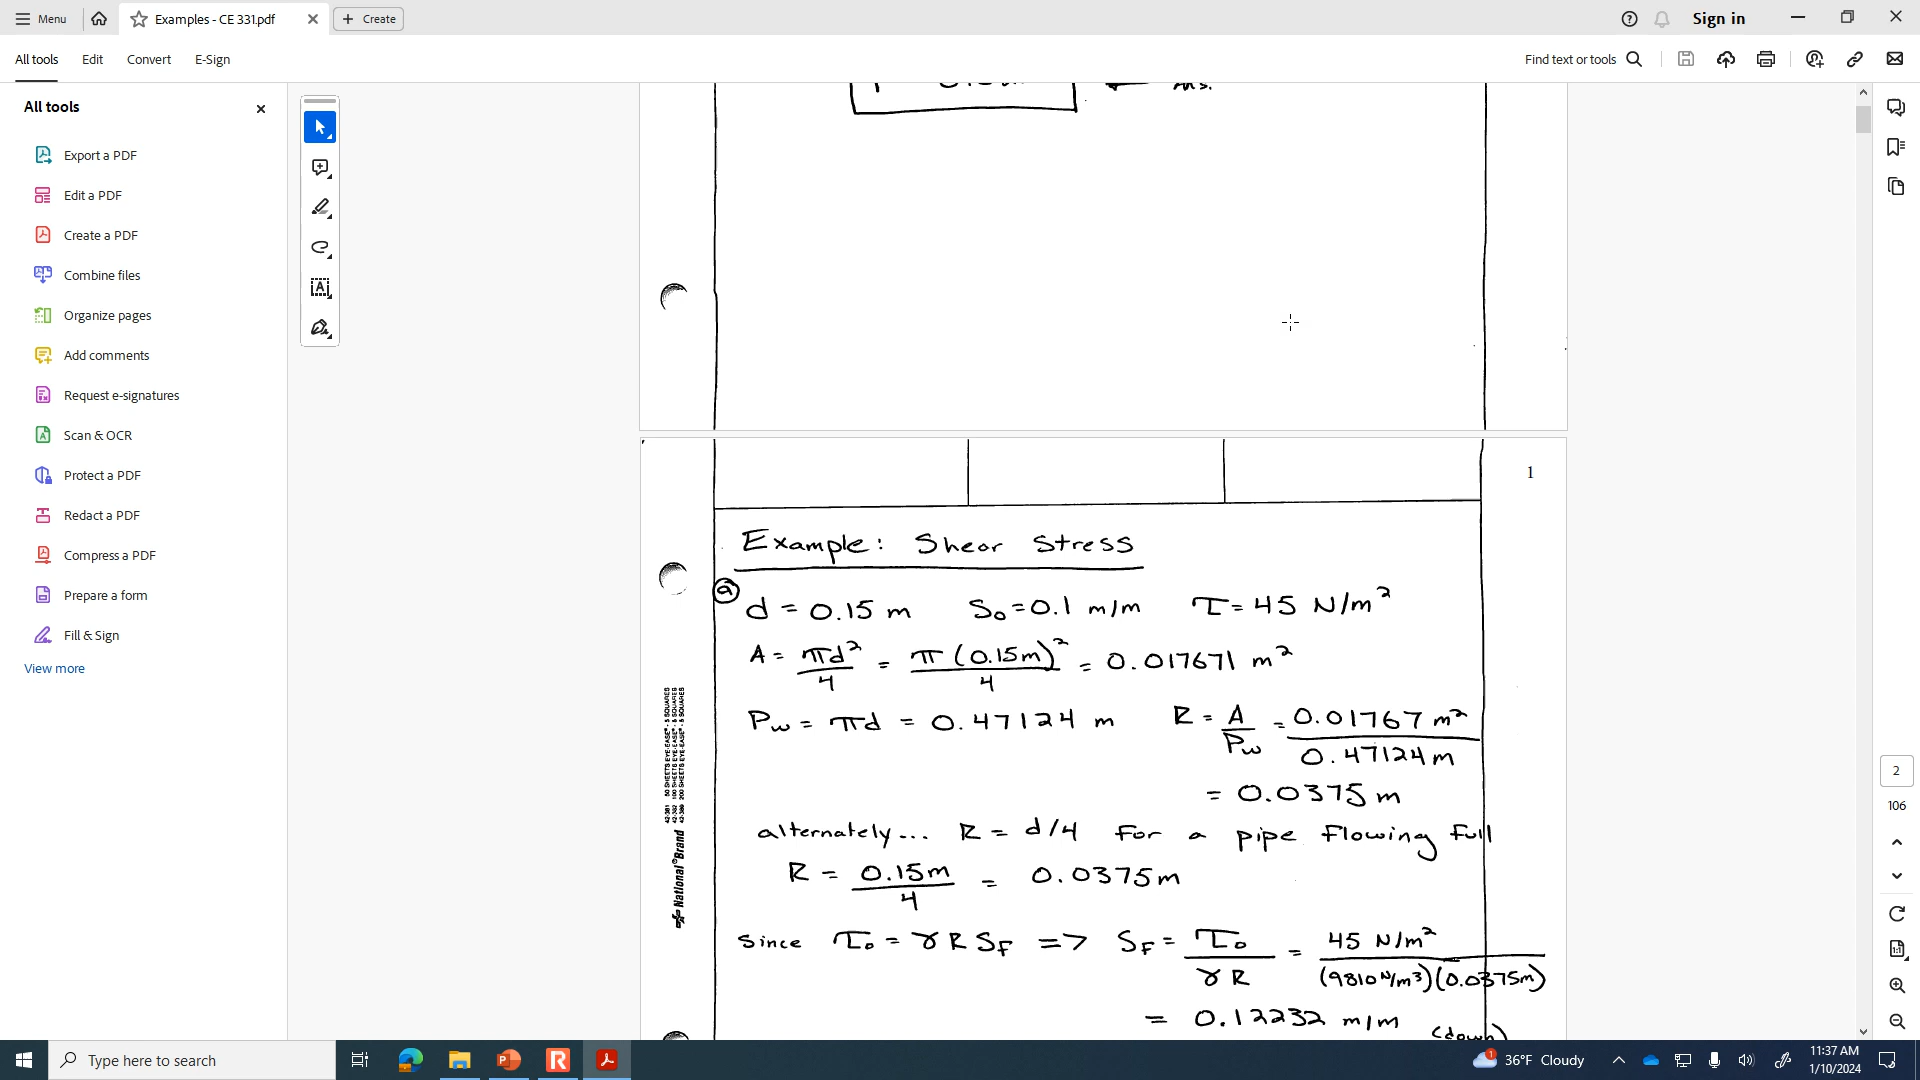 Menu
Examples - CE 331.pdf
Create
Sign in
All tools
Edit
Convert
E-Sign
Find text or tools
All tools
Export a PDF
Edit a PDF
Create a PDF
Combine files
Organize pages
Add comments
Request e-signatures
Scan & OCR
Protect a PDF
Redact a PDF
Compress a PDF
Prepare a form
Fill & Sign
View more
Ans.
1
Example: Shear Stress
(a)
d = 0.15 m   S₀ = 0.1 m/m   τ = 45 N/m²
A = πd²/4 = π(0.15m)²/4 = 0.017671 m²
Pw = πd = 0.47124 m   R = A/Pw = 0.01767 m²/0.47124 m
= 0.0375 m
alternately... R = d/4 for a pipe flowing full
R = 0.15m/4 = 0.0375m
Since τ₀ = γ R SF => SF = τ₀/γR = 45 N/m²/(9810 N/m³)(0.0375m)
= 0.12232 m/m (down)
National®Brand
2
106
Type here to search
1
36°F Cloudy
11:37 AM
1/10/2024